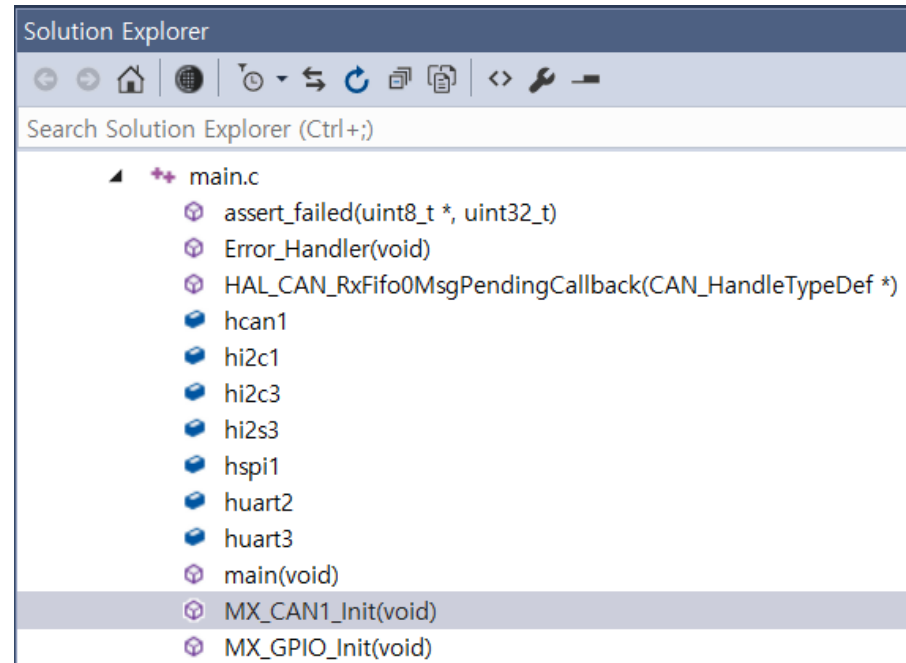 Solution Explorer
Search Solution Explorer (Ctrl+;)
main.c
assert_failed(uint8_t *, uint32_t)
Error_Handler(void)
HAL_CAN_RxFifo0MsgPendingCallback(CAN_HandleTypeDef *)
hcan1
hi2c1
hi2c3
hi2s3
hspi1
huart2
huart3
main(void)
MX_CAN1_Init(void)
MX_GPIO_Init(void)